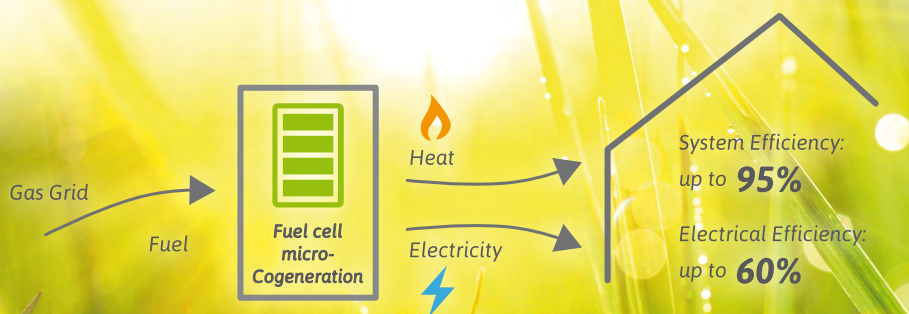 Gas Grid
Fuel
Fuel cell
micro-
Cogeneration
Heat
Electricity
System Efficiency:
up to 95%
Electrical Efficiency:
up to 60%